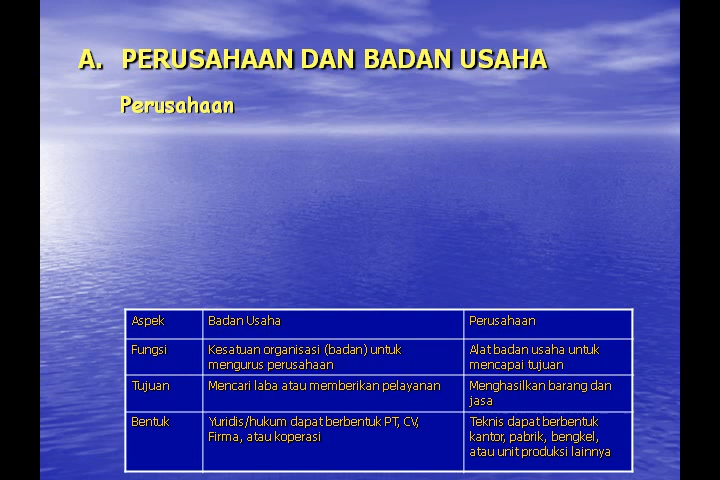 A. PERUSAHAAN DAN BADAN USAHA
Perusahaan
Aspek Badan Usaha Perusahaan
Fungsi Kesatuan organisasi (badan) untuk mengurus perusahaan Alat badan usaha untuk mencapai tujuan
Tujuan Mencari laba atau memberikan pelayanan Menghasilkan barang dan jasa
Bentuk Yuridis/hukum dapat berbentuk PT, CV, Firma, atau koperasi Teknis dapat berbentuk kantor, pabrik, bengkel, atau unit produksi lainnya